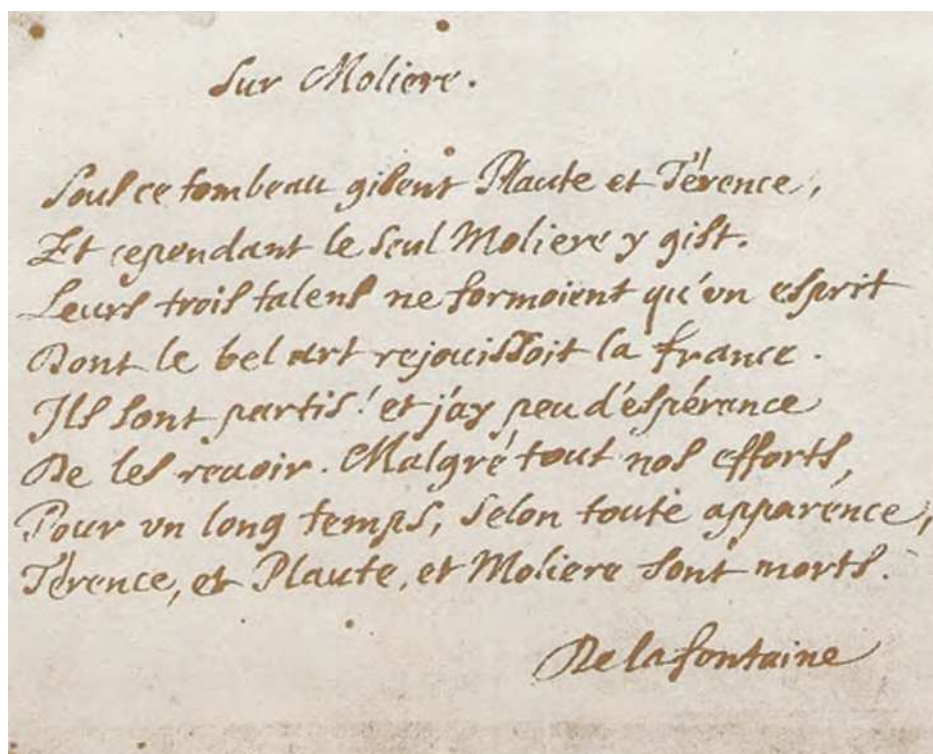 Sur Moliere.
Sous ce tombeau gisent Plaute et Térence,
Et cependant le seul Moliere y gist.
Leurs trois talens ne formoient qu'un esprit
Dont le bel art rejouissoit la france.
Ils sont partis! et j'ay peu d'espérance
De les revoir. Malgré tout nos efforts,
Pour un long temps, selon toute apparence,
Térence, et Plaute, et Moliere sont morts.
De la fontaine